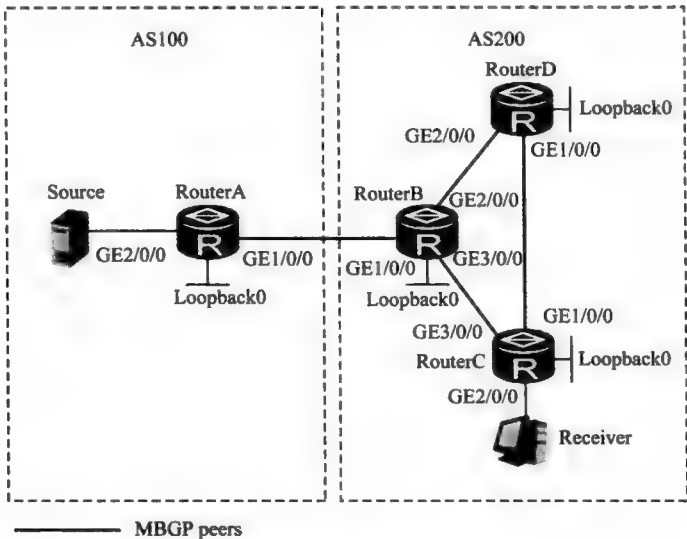 AS100
AS200
RouterD
Loopback0
GE2/0/0
GE1/0/0
Source
RouterA
RouterB
GE2/0/0
GE2/0/0
R
R
R
GE1/0/0
GE1/0/0
GE3/0/0
Loopback0
Loopback0
GE3/0/0
GE1/0/0
RouterC
R
Loopback0
GE2/0/0
Receiver
MBGP peers